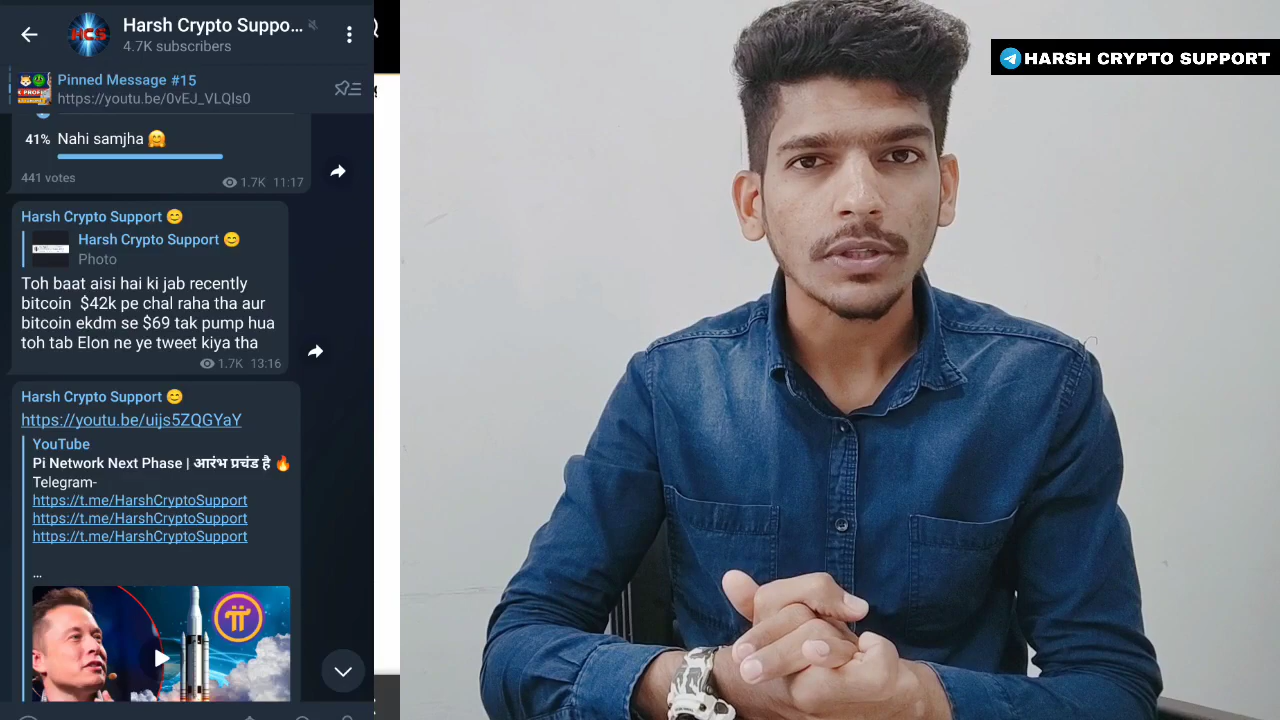 Harsh Crypto Suppo...
4.7K subscribers
Pinned Message #15
https://youtu.be/0vEJ_VLQls0
41% Nahi samjha 🤗
441 votes
1.7K 11:17
Harsh Crypto Support 😊
Harsh Crypto Support 😊
Photo
Toh baat aisi hai ki jab recently
bitcoin $42k pe chal raha tha aur
bitcoin ekdm se $69 tak pump hua
toh tab Elon ne ye tweet kiya tha
1.7K 13:16
Harsh Crypto Support 😊
https://youtu.be/uijs5ZQGYaY
YouTube
Pi Network Next Phase | आरंभ प्रचंड है 🔥
Telegram-
https://t.me/HarshCryptoSupport
https://t.me/HarshCryptoSupport
https://t.me/HarshCryptoSupport
...
HARSH CRYPTO SUPPORT